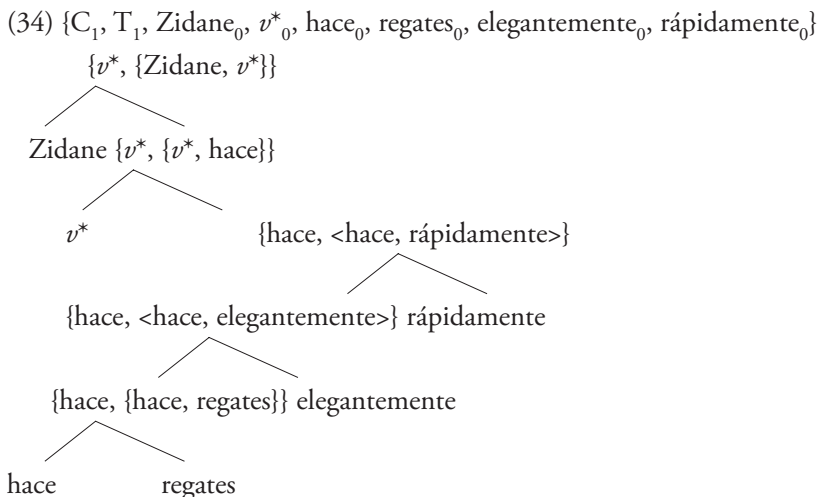 (34) {C₁, T₁, Zidane₀, v*₀, hace₀, regates₀, elegantemente₀, rápidamente₀}
{v*, {Zidane, v*}}
Zidane {v*, {v*, hace}}
v* {hace, <hace, rápidamente>}
{hace, <hace, elegantemente>} rápidamente
{hace, {hace, regates}} elegantemente
hace regates